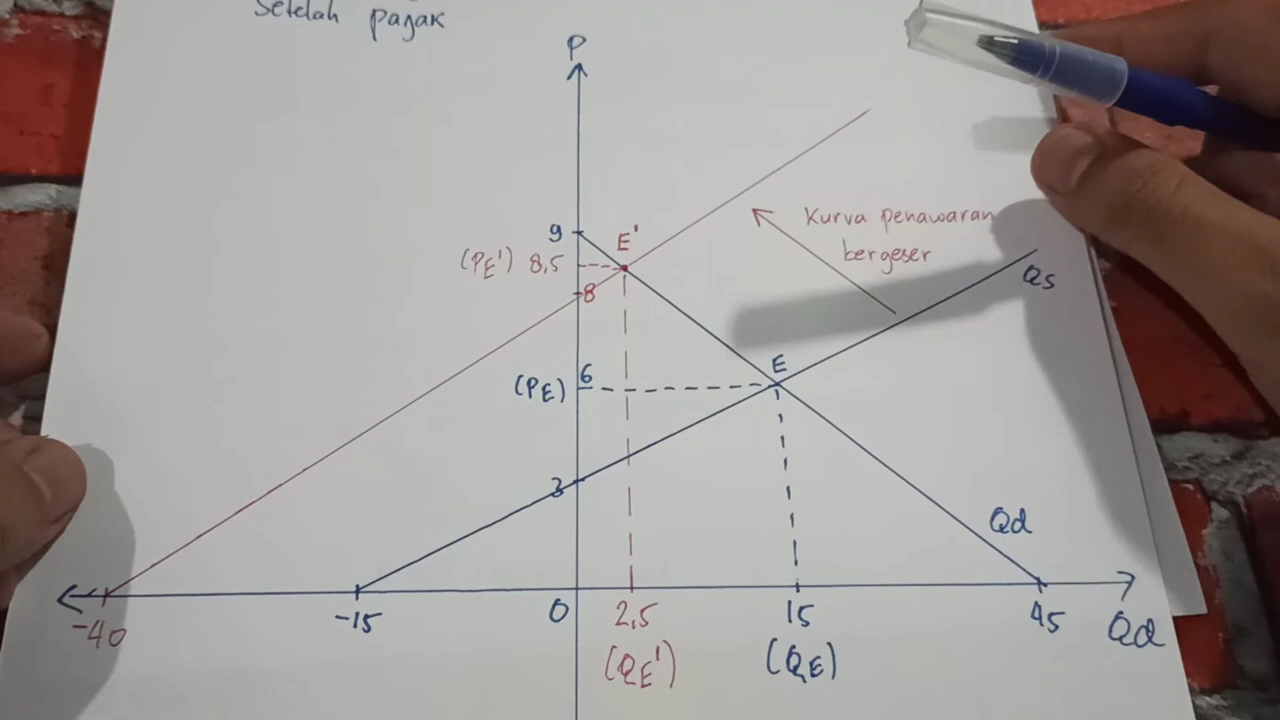 Setelah pajak
P
Kurva penawaran
bergeser
9
E'
(PE') 8,5
8
Qs
E
(PE) 6
3
Qd
-40
-15
0
2,5
15
45
Qd
(QE')
(QE)